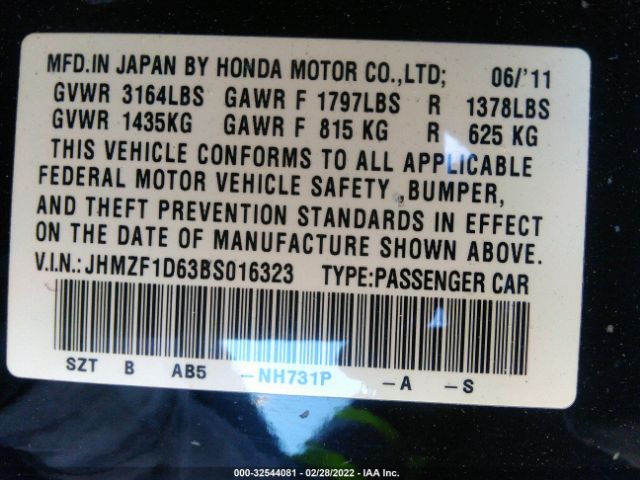 MFD.IN JAPAN BY HONDA MOTOR CO.,LTD; 06/'11
GVWR 3164LBS GAWR F 1797LBS R 1378LBS
GVWR 1435KG GAWR F 815 KG R 625 KG
THIS VEHICLE CONFORMS TO ALL APPLICABLE
FEDERAL MOTOR VEHICLE SAFETY ,BUMPER,
AND THEFT PREVENTION STANDARDS IN EFFECT
ON THE DATE OF MANUFACTURE SHOWN ABOVE.
V.I.N.:JHMZF1D63BS016323 TYPE:PASSENGER CAR
SZT B AB5 -NH731P -A -S
000-32544081 - 02/28/2022 - IAA Inc.